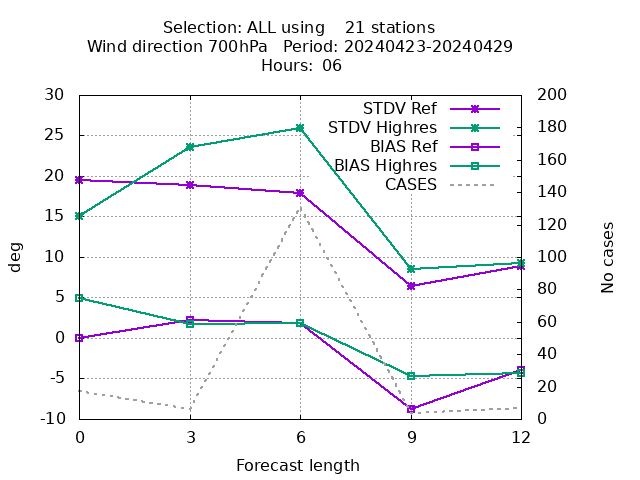 Selection: ALL using    21 stations
Wind direction 700hPa   Period: 20240423-20240429
Hours: 06
30
25
20
15
10
5
0
-5
-10
200
180
160
140
120
100
80
60
40
20
0
STDV Ref
STDV Highres
BIAS Ref
BIAS Highres
CASES
deg
No cases
0 3 6 9 12
Forecast length